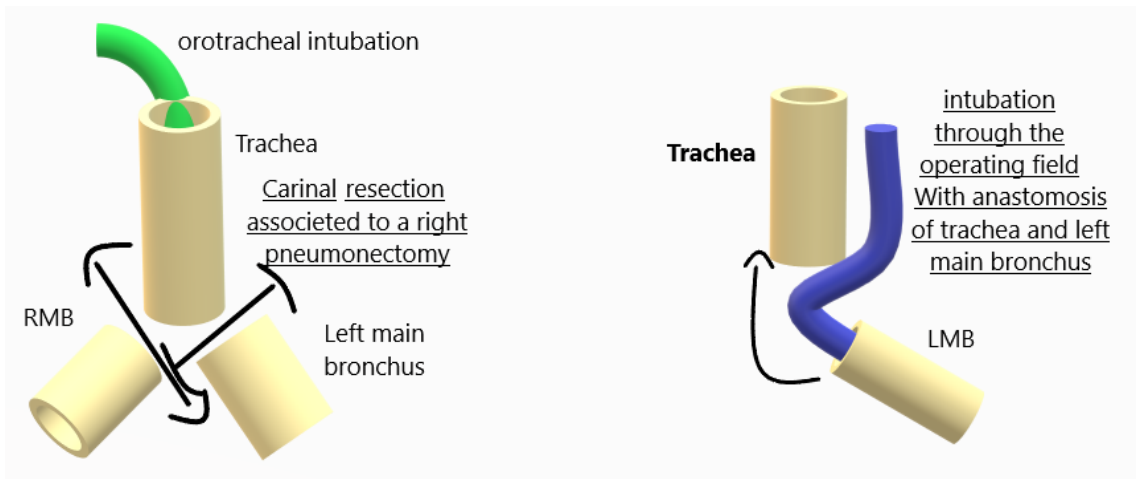 orotracheal intubation
Trachea
Carinal resection
associeted to a right
pneumonectomy
RMB
Left main
bronchus
Trachea
intubation
through the
operating field
With anastomosis
of trachea and left
main bronchus
LMB